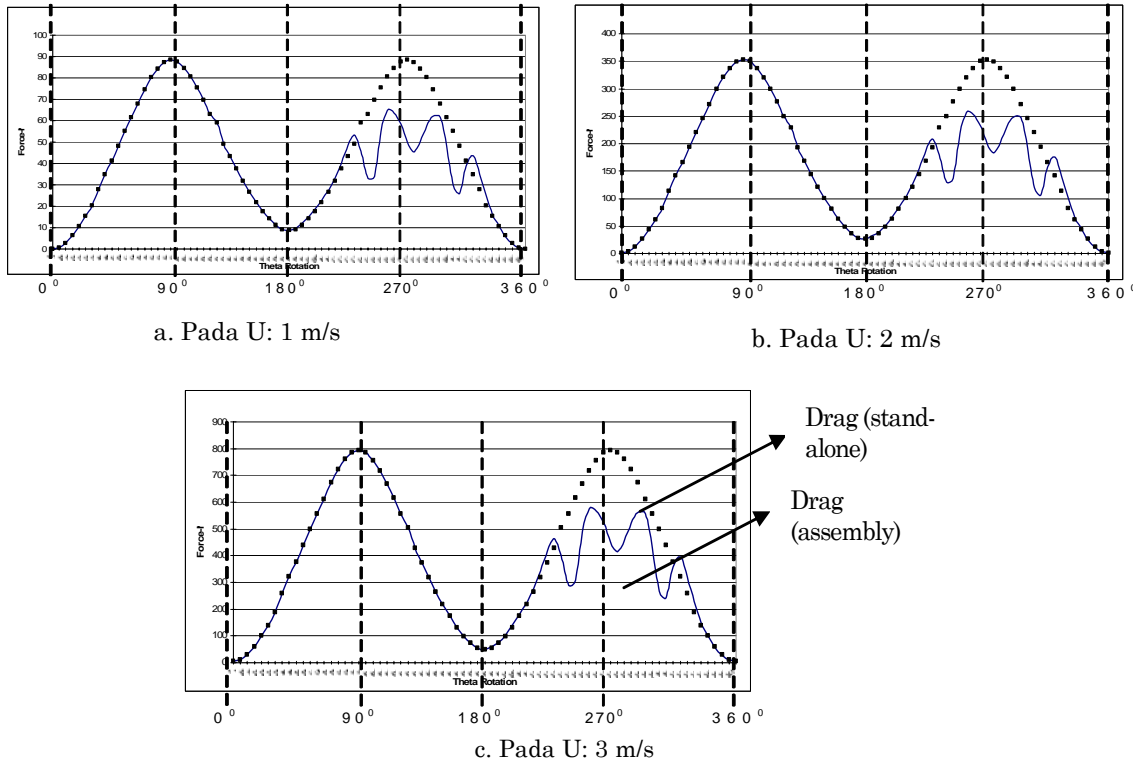 100
90
80
70
60
50
40
30
20
10
0
Force-
Theta Rotation
0⁰ 90⁰ 180⁰ 270⁰ 360⁰
a. Pada U: 1 m/s
400
350
300
250
200
150
100
50
0
Force-
Theta Rotation
0⁰ 90⁰ 180⁰ 270⁰ 360⁰
b. Pada U: 2 m/s
900
800
700
600
500
400
300
200
100
0
Force-
Theta Rotation
0⁰ 90⁰ 180⁰ 270⁰ 360⁰
Drag (stand-
alone)
Drag
(assembly)
c. Pada U: 3 m/s